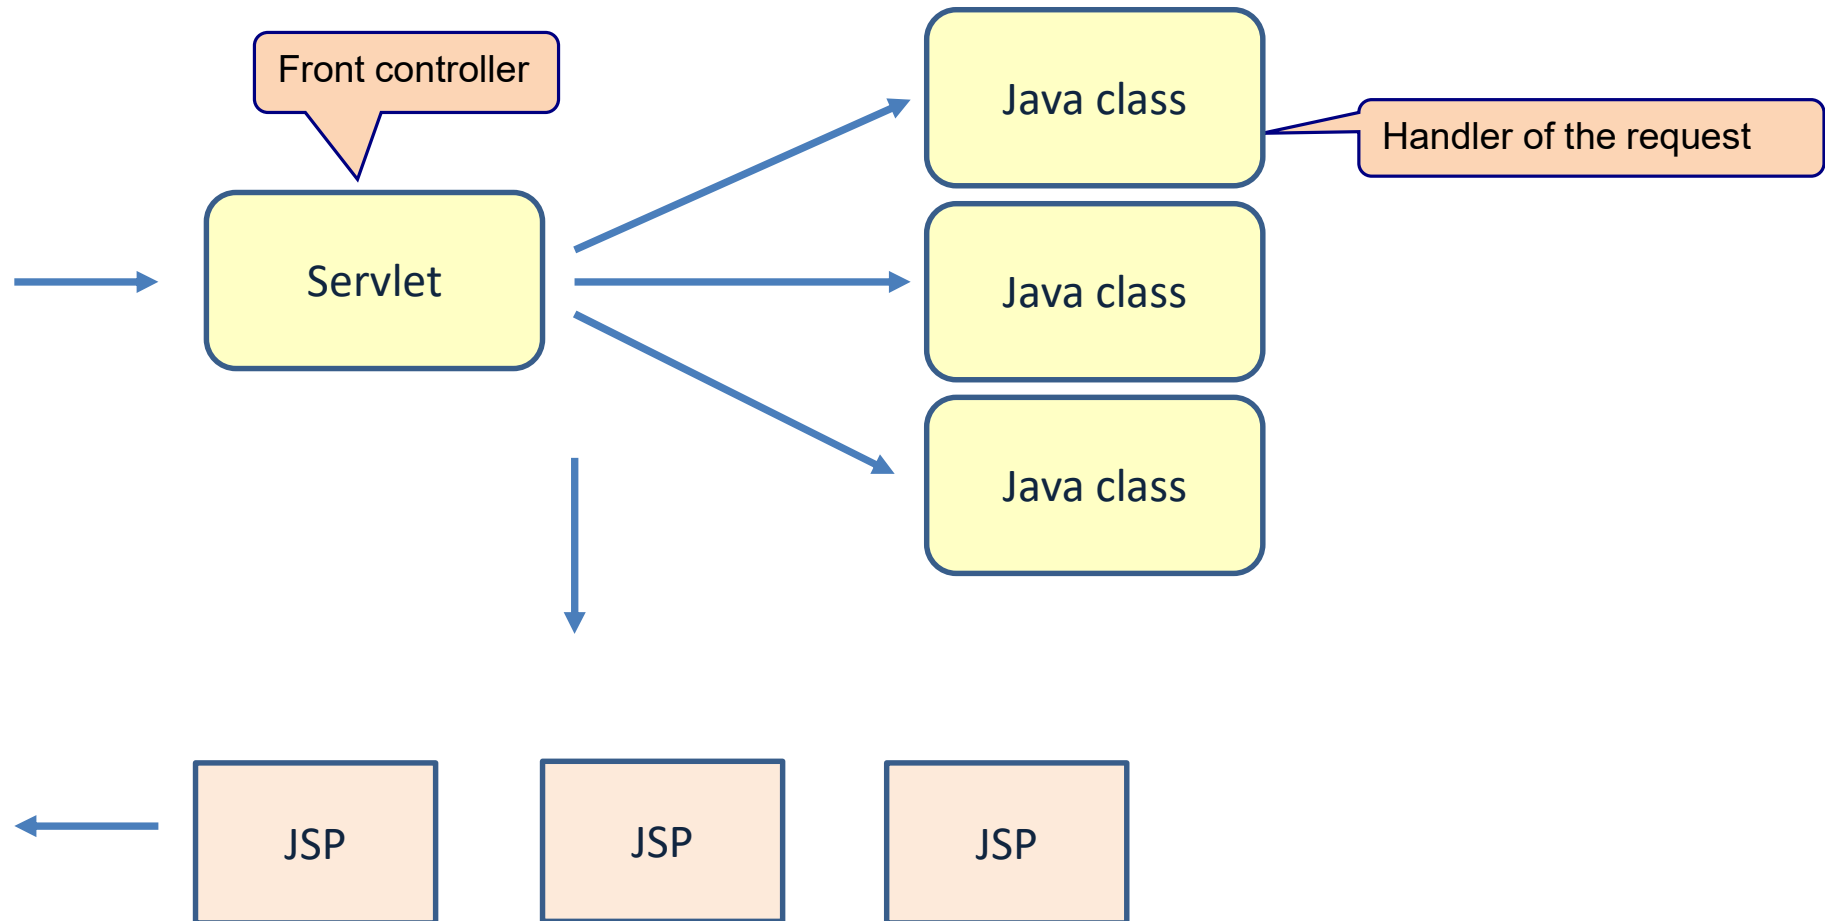 Front controller
Java class
Handler of the request
Servlet
Java class
Java class
JSP
JSP
JSP